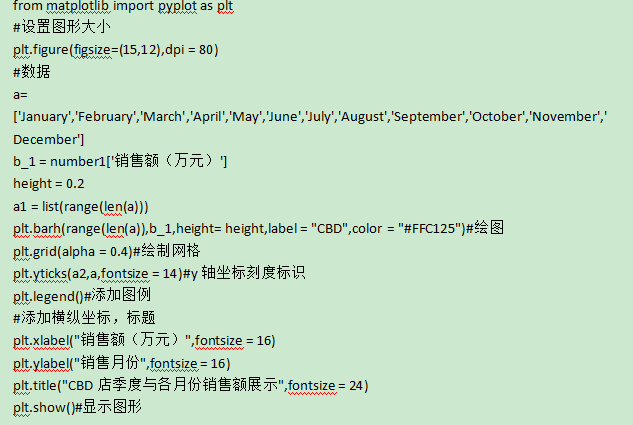 from matplotlib import pyplot as plt
#设置图形大小
plt.figure(figsize=(15,12),dpi = 80)
#数据
a=
['January','February','March','April','May','June','July','August','September','October','November','
December']
b_1 = number1['销售额（万元）']
height = 0.2
a1 = list(range(len(a)))
plt.barh(range(len(a)),b_1,height= height,label = "CBD",color = "#FFC125")#绘图
plt.grid(alpha = 0.4)#绘制网格
plt.yticks(a2,a,fontsize = 14)#y 轴坐标刻度标识
plt.legend()#添加图例
#添加横纵坐标，标题
plt.xlabel("销售额（万元）",fontsize = 16)
plt.ylabel("销售月份",fontsize = 16)
plt.title("CBD 店季度与各月份销售额展示",fontsize = 24)
plt.show()#显示图形